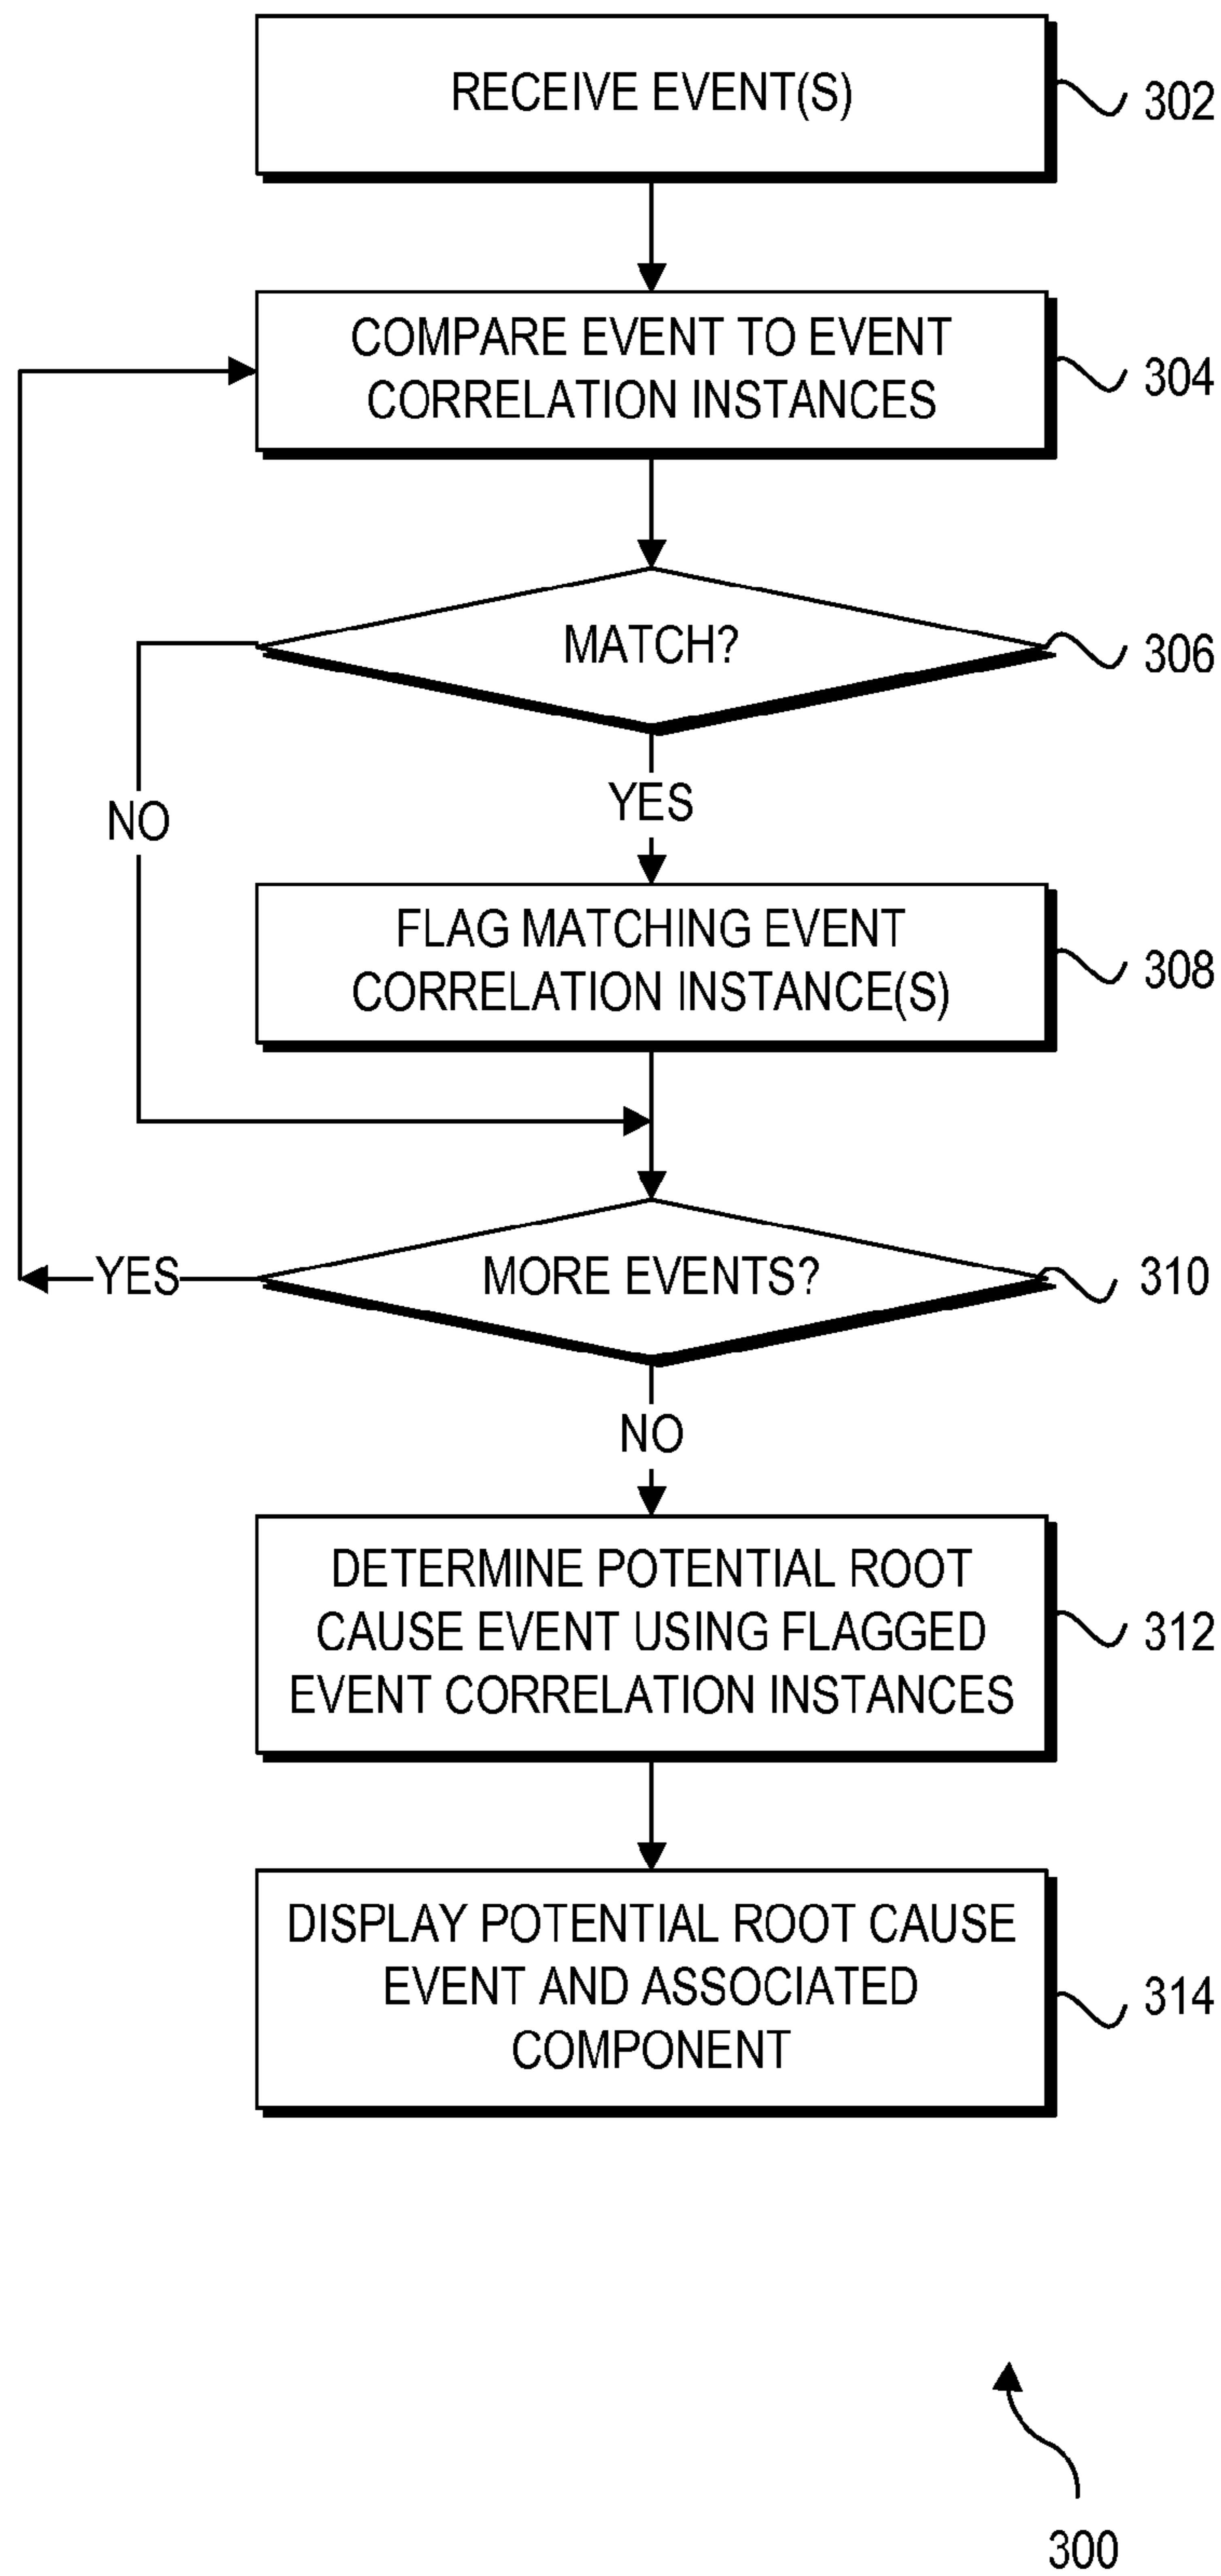 RECEIVE EVENT(S)
302
COMPARE EVENT TO EVENT
CORRELATION INSTANCES
304
MATCH?
306
YES
NO
FLAG MATCHING EVENT
CORRELATION INSTANCE(S)
308
MORE EVENTS?
310
YES
NO
DETERMINE POTENTIAL ROOT
CAUSE EVENT USING FLAGGED
EVENT CORRELATION INSTANCES
312
DISPLAY POTENTIAL ROOT CAUSE
EVENT AND ASSOCIATED
COMPONENT
314
300